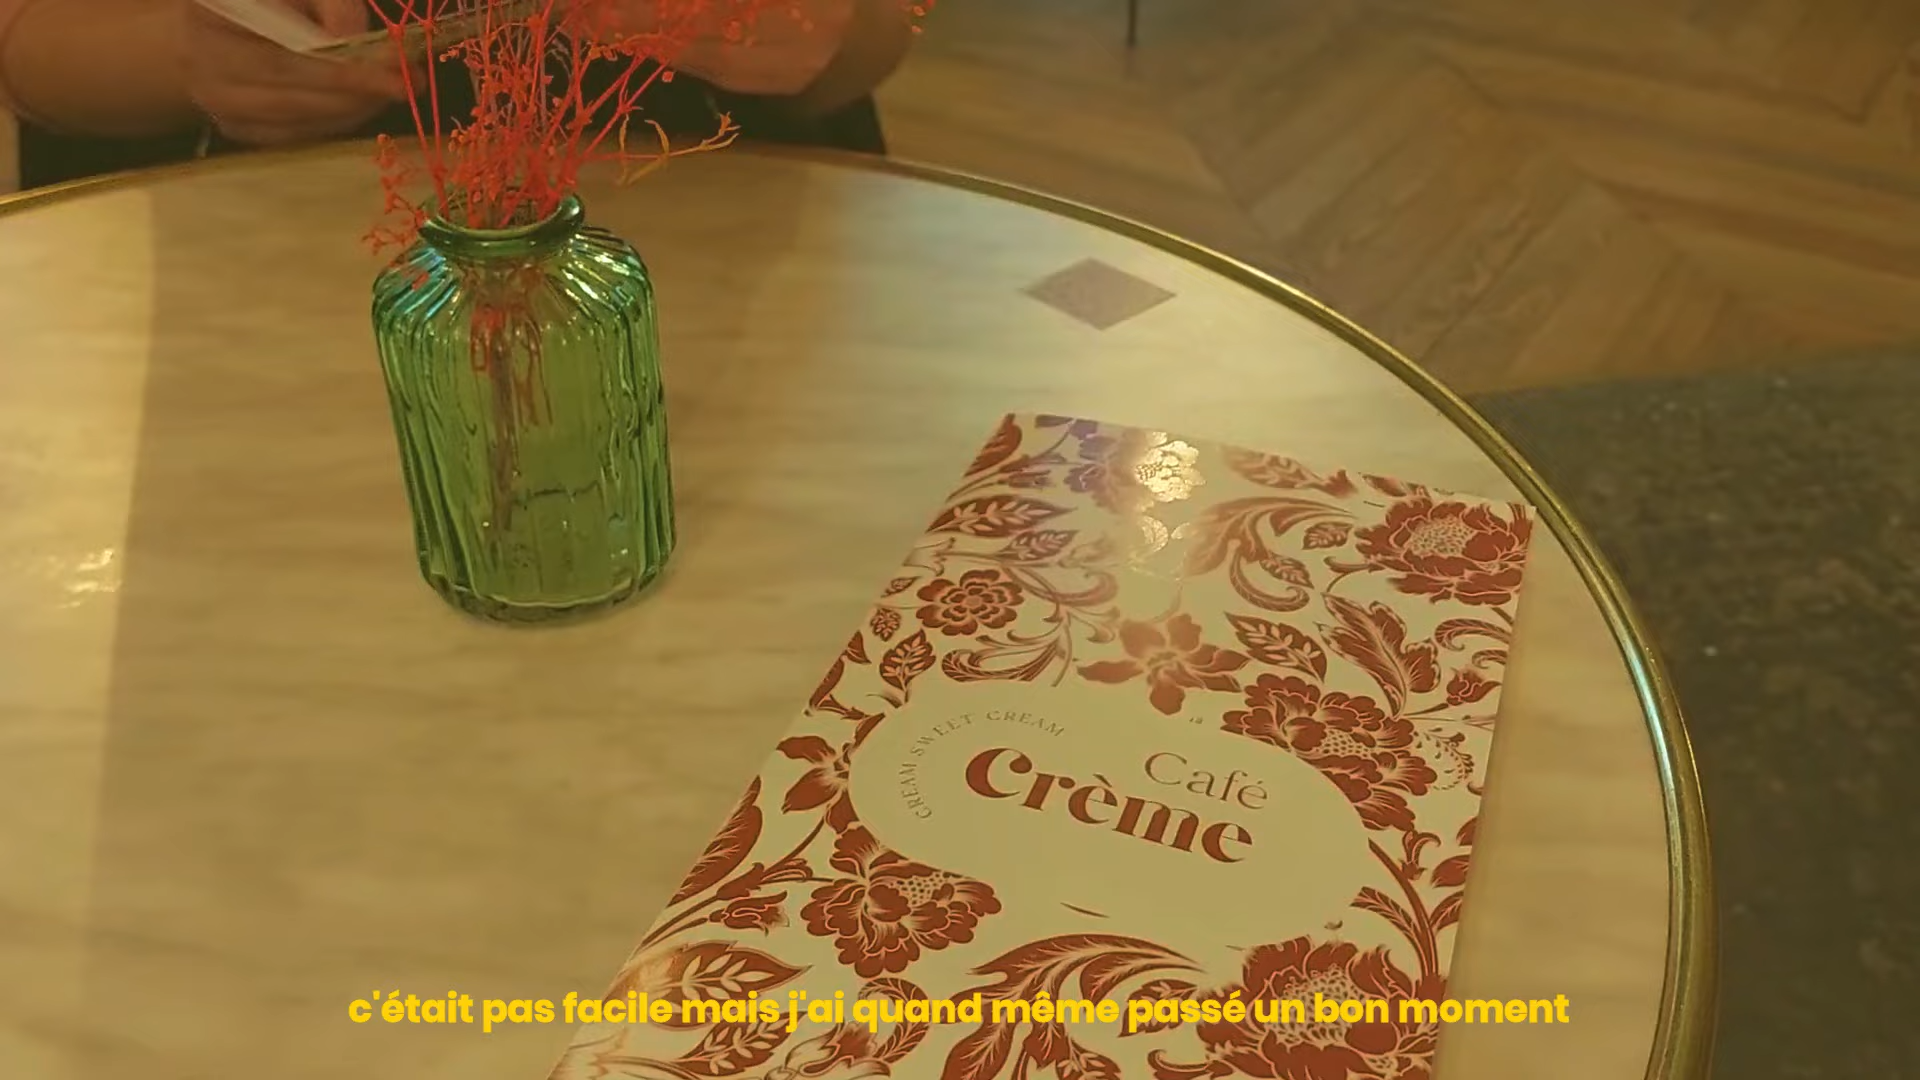 CREAM SWEET CREAM
Café
Crème
c'était pas facile mais j'ai quand même passé un bon moment